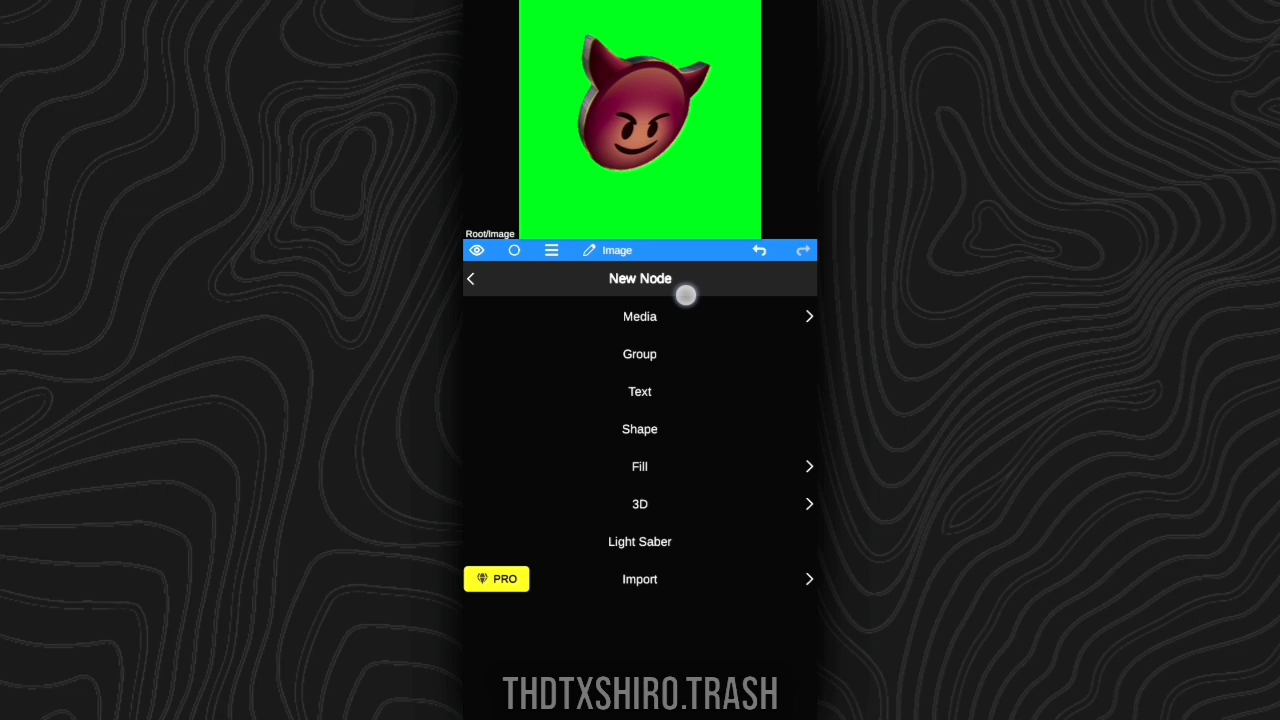 Root/Image
Image
New Node
Media
Group
Text
Shape
Fill
3D
Light Saber
PRO
Import
THDTXSHIRO.TRASH